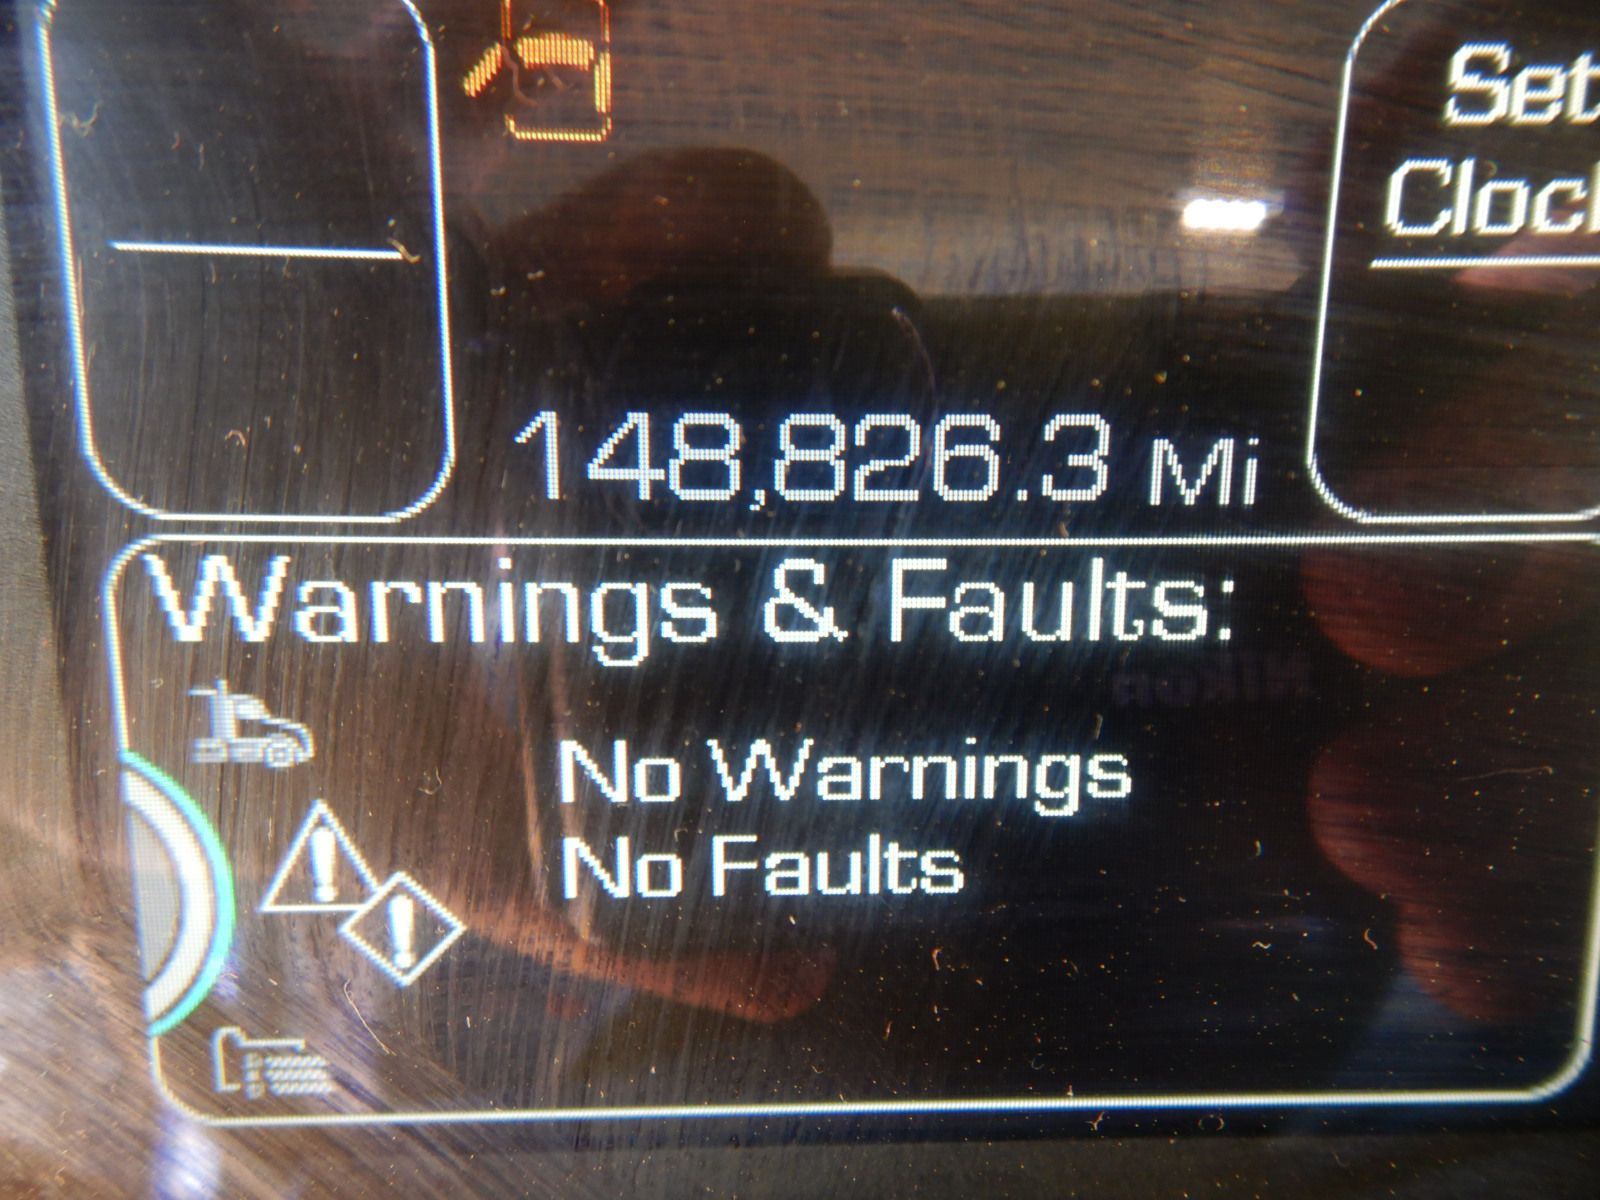 Set
Clock
148,826.3 Mi
Warnings & Faults:
No Warnings
No Faults